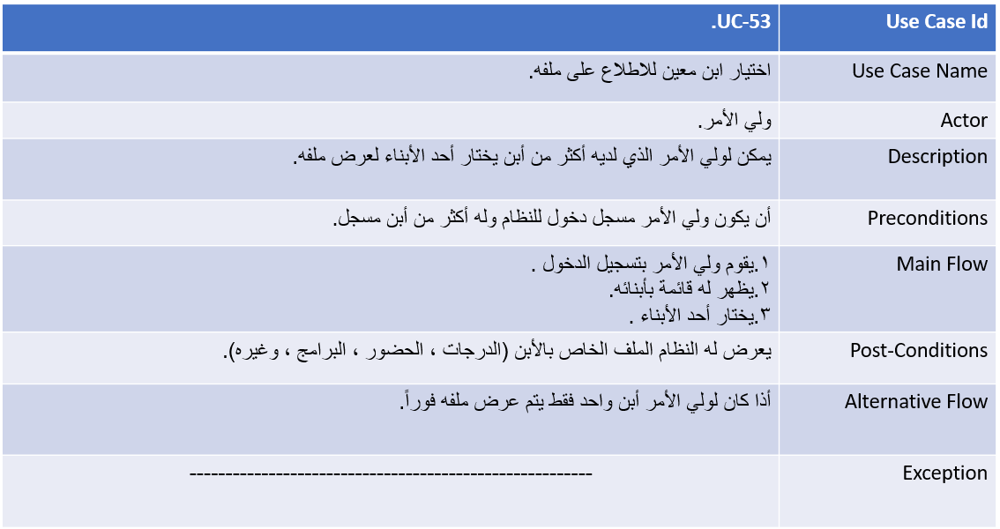 Use Case Id UC-53.
Use Case Name اختيار ابن معين للاطلاع على ملفه.
Actor ولي الأمر.
Description يمكن لولي الأمر الذي لديه أكثر من أبن يختار أحد الأبناء لعرض ملفه.
Preconditions أن يكون ولي الأمر مسجل دخول للنظام وله أكثر من أبن مسجل.
Main Flow ١.يقوم ولي الأمر بتسجيل الدخول .
٢.يظهر له قائمة بأبنائه.
٣.يختار أحد الأبناء .
Post-Conditions يعرض له النظام الملف الخاص بالأبن (الدرجات ، الحضور ، البرامج ، وغيره).
Alternative Flow أذا كان لولي الأمر أبن واحد فقط يتم عرض ملفه فوراً.
Exception --------------------------------------------------------